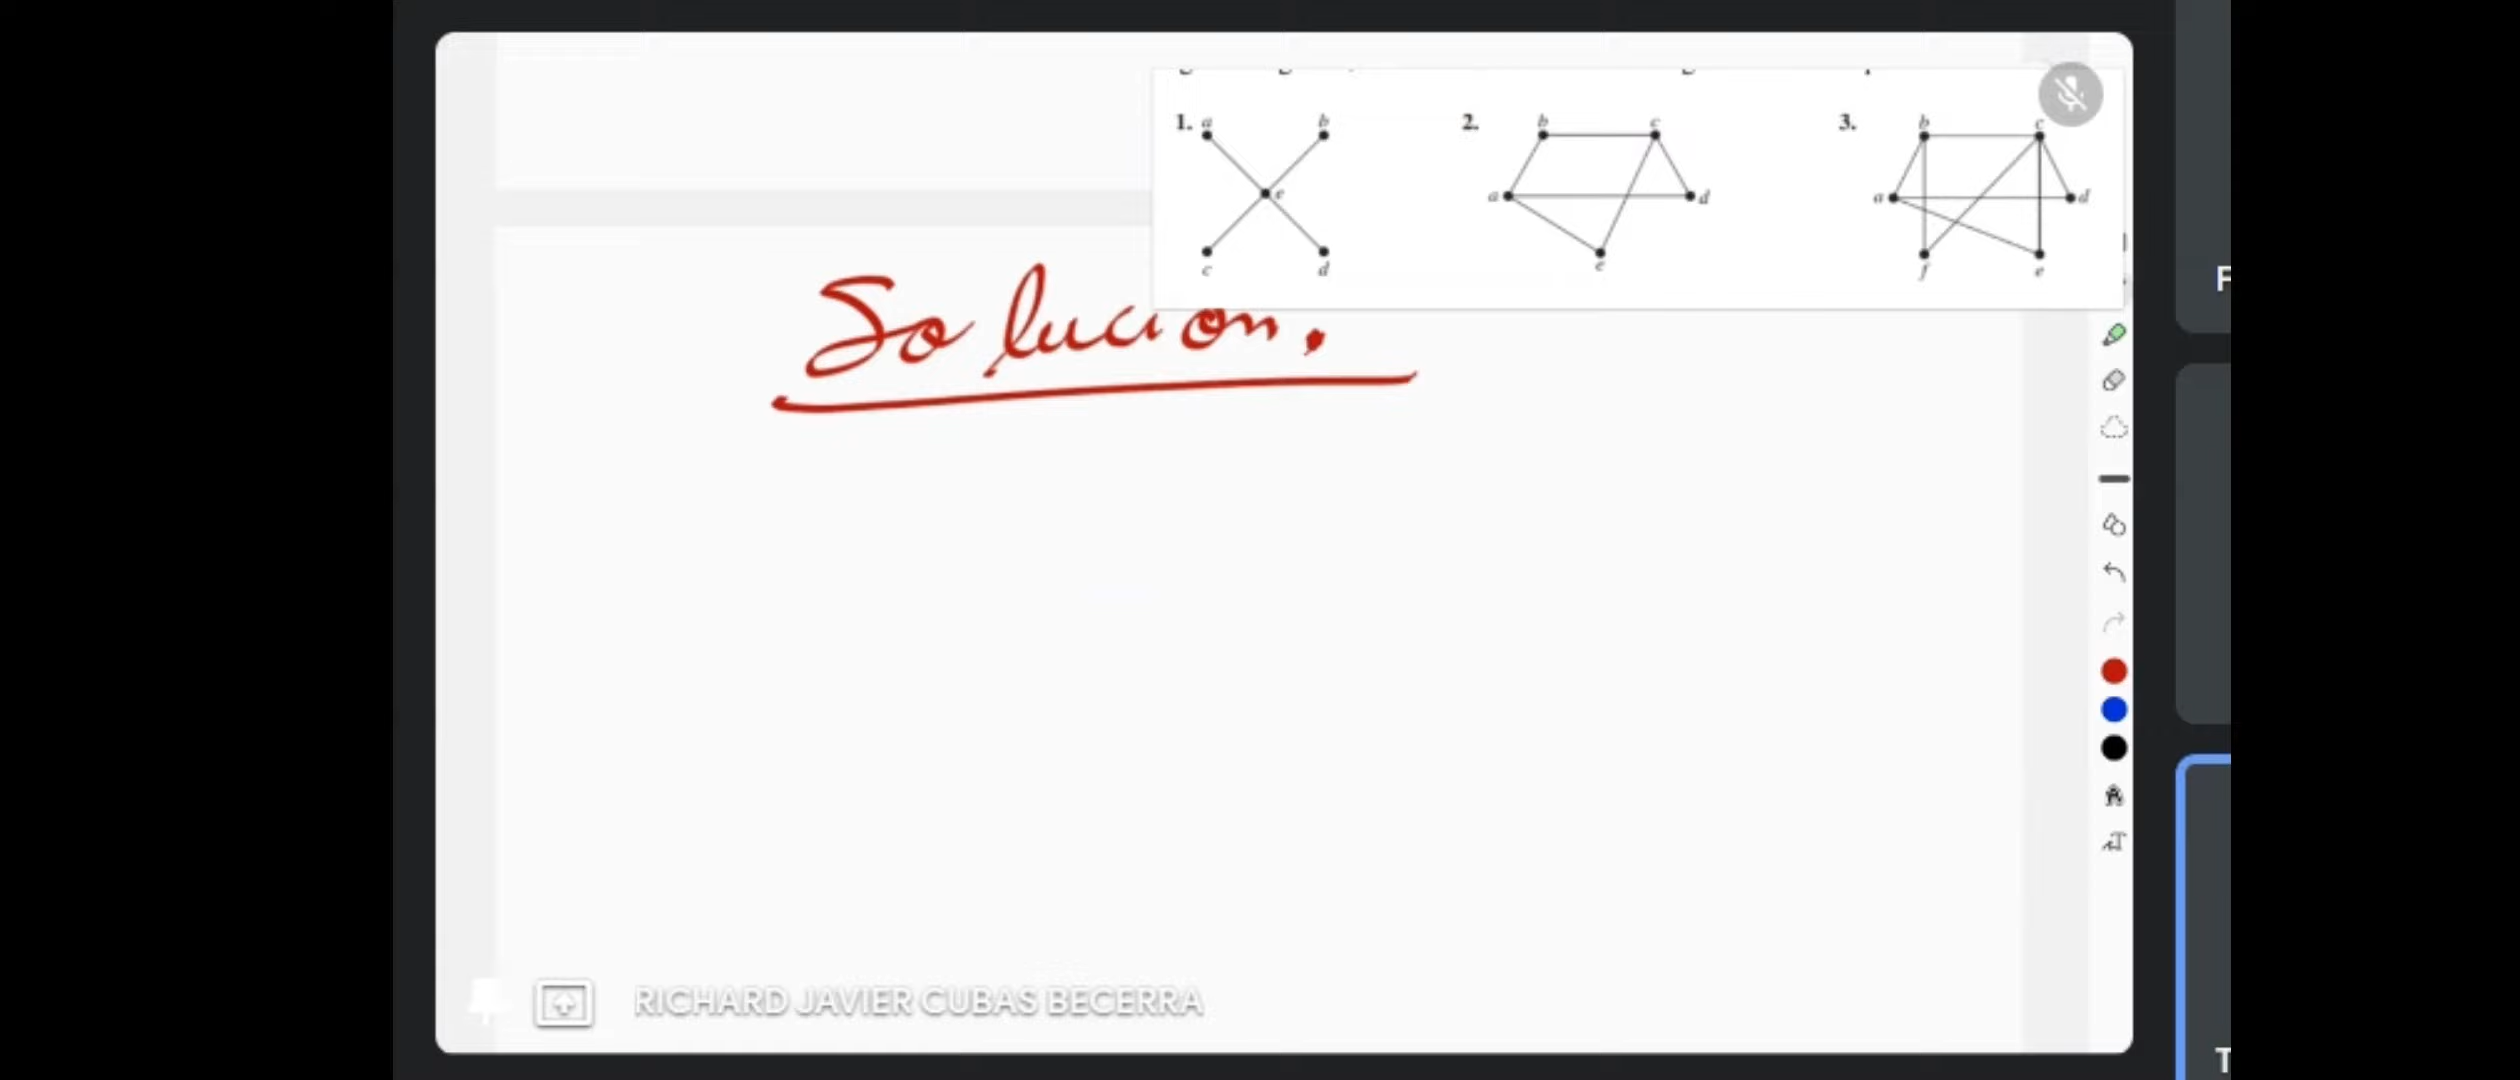 1. a b e c d
2. b c a d e
3. b c a d f e
Solucion.
F
RICHARD JAVIER CUBAS BECERRA
T